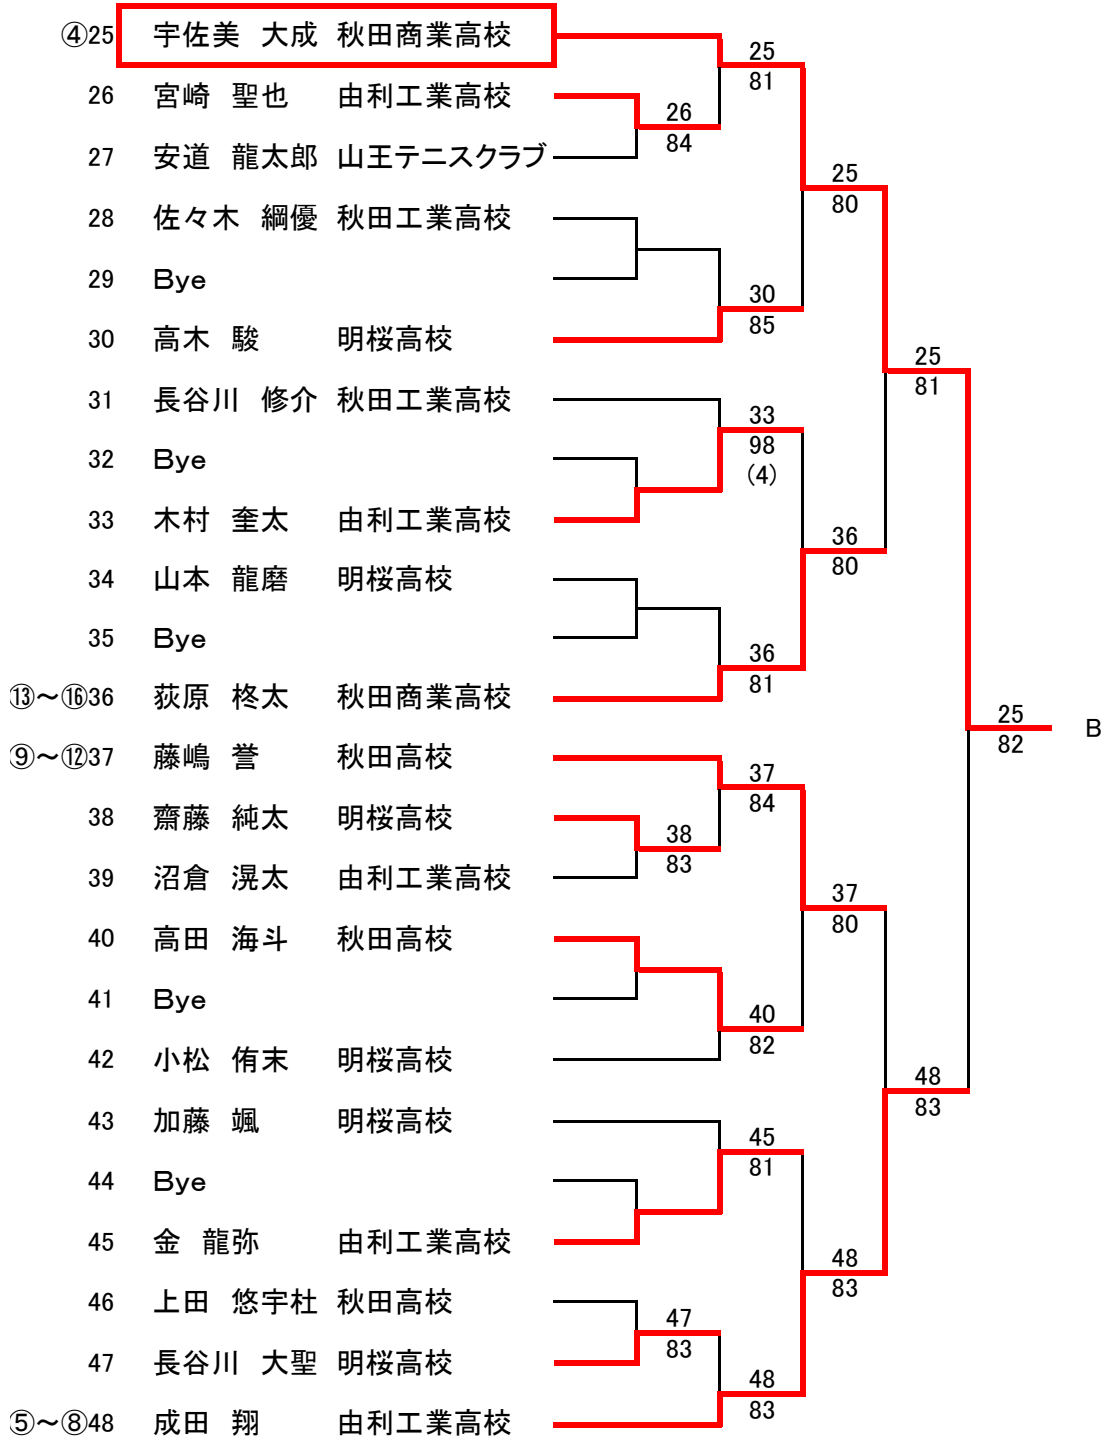 ④25 宇佐美 大成 秋田商業高校
26 宮崎 聖也 由利工業高校
27 安道 龍太郎 山王テニスクラブ
28 佐々木 綱優 秋田工業高校
29 Bye
30 高木 駿 明桜高校
31 長谷川 修介 秋田工業高校
32 Bye
33 木村 奎太 由利工業高校
34 山本 龍磨 明桜高校
35 Bye
⑬～⑯36 荻原 柊太 秋田商業高校
⑨～⑫37 藤嶋 誉 秋田高校
38 齋藤 純太 明桜高校
39 沼倉 滉太 由利工業高校
40 高田 海斗 秋田高校
41 Bye
42 小松 侑末 明桜高校
43 加藤 颯 明桜高校
44 Bye
45 金 龍弥 由利工業高校
46 上田 悠宇杜 秋田高校
47 長谷川 大聖 明桜高校
⑤～⑧48 成田 翔 由利工業高校
26
84
38
83
47
83
25
81
30
85
33
98
(4)
36
81
37
84
40
82
45
81
48
83
25
80
36
80
37
80
48
83
25
81
48
83
25
82
B